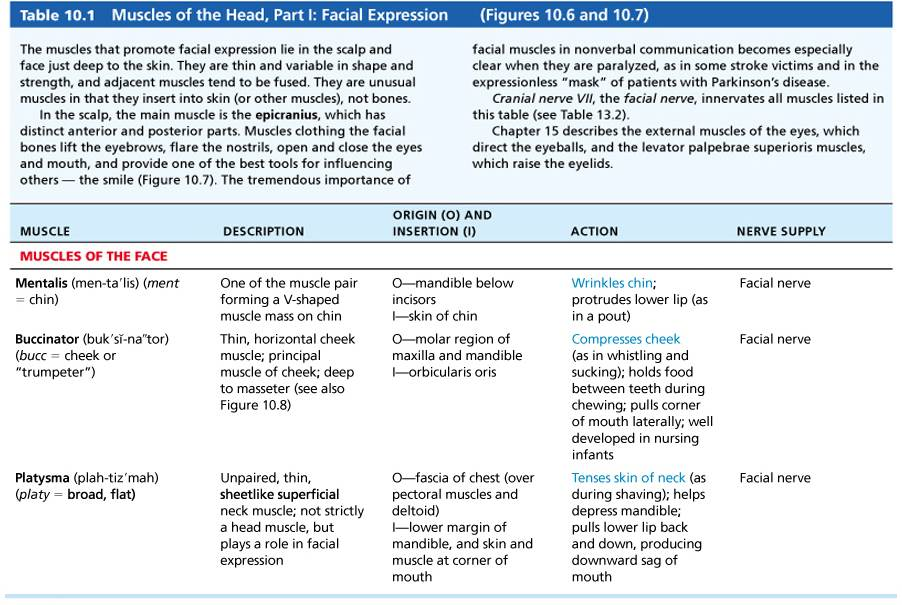 Table 10.1 Muscles of the Head, Part I: Facial Expression (Figures 10.6 and 10.7)
The muscles that promote facial expression lie in the scalp and
face just deep to the skin. They are thin and variable in shape and
strength, and adjacent muscles tend to be fused. They are unusual
muscles in that they insert into skin (or other muscles), not bones.
In the scalp, the main muscle is the epicranius, which has
distinct anterior and posterior parts. Muscles clothing the facial
bones lift the eyebrows, flare the nostrils, open and close the eyes
and mouth, and provide one of the best tools for influencing
others — the smile (Figure 10.7). The tremendous importance of
facial muscles in nonverbal communication becomes especially
clear when they are paralyzed, as in some stroke victims and in the
expressionless “mask” of patients with Parkinson’s disease.
Cranial nerve VII, the facial nerve, innervates all muscles listed in
this table (see Table 13.2).
Chapter 15 describes the external muscles of the eyes, which
direct the eyeballs, and the levator palpebrae superioris muscles,
which raise the eyelids.
MUSCLE DESCRIPTION ORIGIN (O) AND INSERTION (I) ACTION NERVE SUPPLY
MUSCLES OF THE FACE
Mentalis (men-ta′lis) (ment
= chin)
One of the muscle pair
forming a V-shaped
muscle mass on chin
O—mandible below
incisors
I—skin of chin
Wrinkles chin;
protrudes lower lip (as
in a pout)
Facial nerve
Buccinator (buk′sĭ-na″tor)
(bucc = cheek or
“trumpeter”)
Thin, horizontal cheek
muscle; principal
muscle of cheek; deep
to masseter (see also
Figure 10.8)
O—molar region of
maxilla and mandible
I—orbicularis oris
Compresses cheek
(as in whistling and
sucking); holds food
between teeth during
chewing; pulls corner
of mouth laterally; well
developed in nursing
infants
Facial nerve
Platysma (plah-tiz′mah)
(platy = broad, flat)
Unpaired, thin,
sheetlike superficial
neck muscle; not strictly
a head muscle, but
plays a role in facial
expression
O—fascia of chest (over
pectoral muscles and
deltoid)
I—lower margin of
mandible, and skin and
muscle at corner of
mouth
Tenses skin of neck (as
during shaving); helps
depress mandible;
pulls lower lip back
and down, producing
downward sag of
mouth
Facial nerve